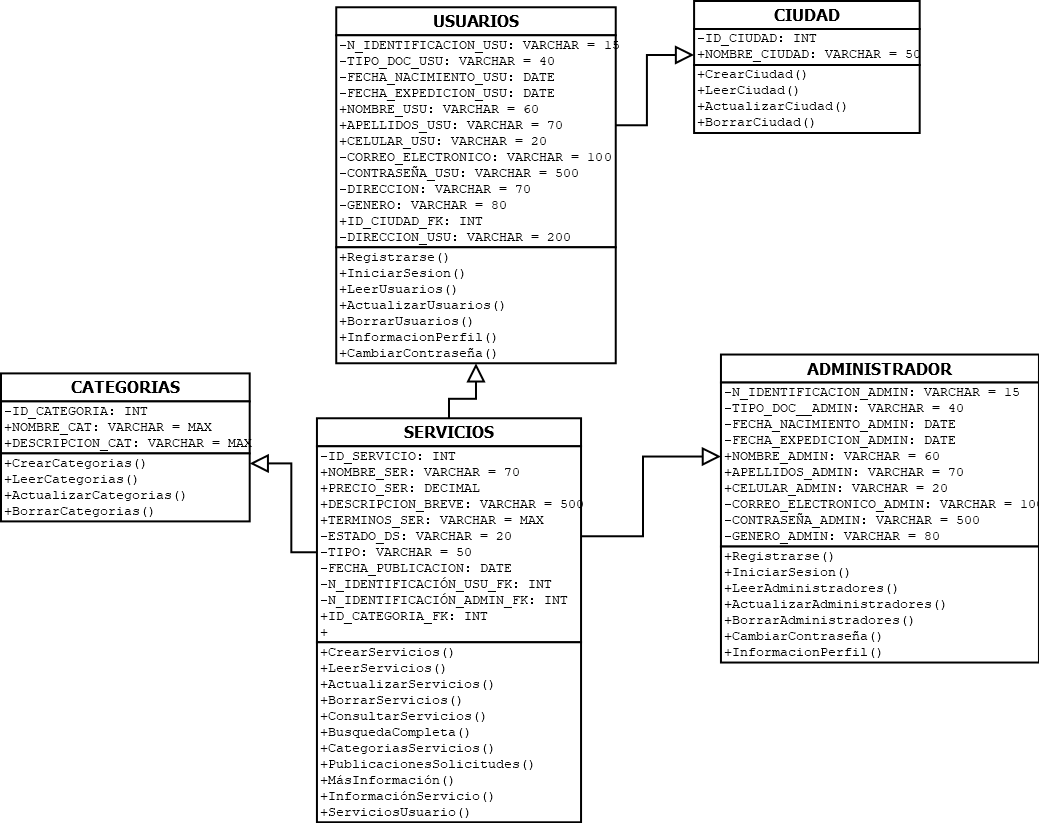 USUARIOS
-N_IDENTIFICACION_USU: VARCHAR = 15
-TIPO_DOC_USU: VARCHAR = 40
-FECHA_NACIMIENTO_USU: DATE
-FECHA_EXPEDICION_USU: DATE
+NOMBRE_USU: VARCHAR = 60
+APELLIDOS_USU: VARCHAR = 70
+CELULAR_USU: VARCHAR = 20
-CORREO_ELECTRONICO: VARCHAR = 100
-CONTRASEÑA_USU: VARCHAR = 500
-DIRECCION: VARCHAR = 70
-GENERO: VARCHAR = 80
+ID_CIUDAD_FK: INT
-DIRECCION_USU: VARCHAR = 200
+Registrarse()
+IniciarSesion()
+LeerUsuarios()
+ActualizarUsuarios()
+BorrarUsuarios()
+InformacionPerfil()
+CambiarContraseña()
CIUDAD
-ID_CIUDAD: INT
+NOMBRE_CIUDAD: VARCHAR = 50
+CrearCiudad()
+LeerCiudad()
+ActualizarCiudad()
+BorrarCiudad()
CATEGORIAS
-ID_CATEGORIA: INT
+NOMBRE_CAT: VARCHAR = MAX
+DESCRIPCION_CAT: VARCHAR = MAX
+CrearCategorias()
+LeerCategorias()
+ActualizarCategorias()
+BorrarCategorias()
SERVICIOS
-ID_SERVICIO: INT
+NOMBRE_SER: VARCHAR = 70
+PRECIO_SER: DECIMAL
+DESCRIPCION_BREVE: VARCHAR = 500
+TERMINOS_SER: VARCHAR = MAX
-ESTADO_DS: VARCHAR = 20
-TIPO: VARCHAR = 50
-FECHA_PUBLICACION: DATE
-N_IDENTIFICACIÓN_USU_FK: INT
-N_IDENTIFICACIÓN_ADMIN_FK: INT
+ID_CATEGORIA_FK: INT
+
+CrearServicios()
+LeerServicios()
+ActualizarServicios()
+BorrarServicios()
+ConsultarServicios()
+BusquedaCompleta()
+CategoriasServicios()
+PublicacionesSolicitudes()
+MásInformación()
+InformaciónServicio()
+ServiciosUsuario()
ADMINISTRADOR
-N_IDENTIFICACION_ADMIN: VARCHAR = 15
-TIPO_DOC__ADMIN: VARCHAR = 40
-FECHA_NACIMIENTO_ADMIN: DATE
-FECHA_EXPEDICION_ADMIN: DATE
+NOMBRE_ADMIN: VARCHAR = 60
+APELLIDOS_ADMIN: VARCHAR = 70
+CELULAR_ADMIN: VARCHAR = 20
-CORREO_ELECTRONICO_ADMIN: VARCHAR = 100
-CONTRASEÑA_ADMIN: VARCHAR = 500
-GENERO_ADMIN: VARCHAR = 80
+Registrarse()
+IniciarSesion()
+LeerAdministradores()
+ActualizarAdministradores()
+BorrarAdministradores()
+CambiarContraseña()
+InformacionPerfil()